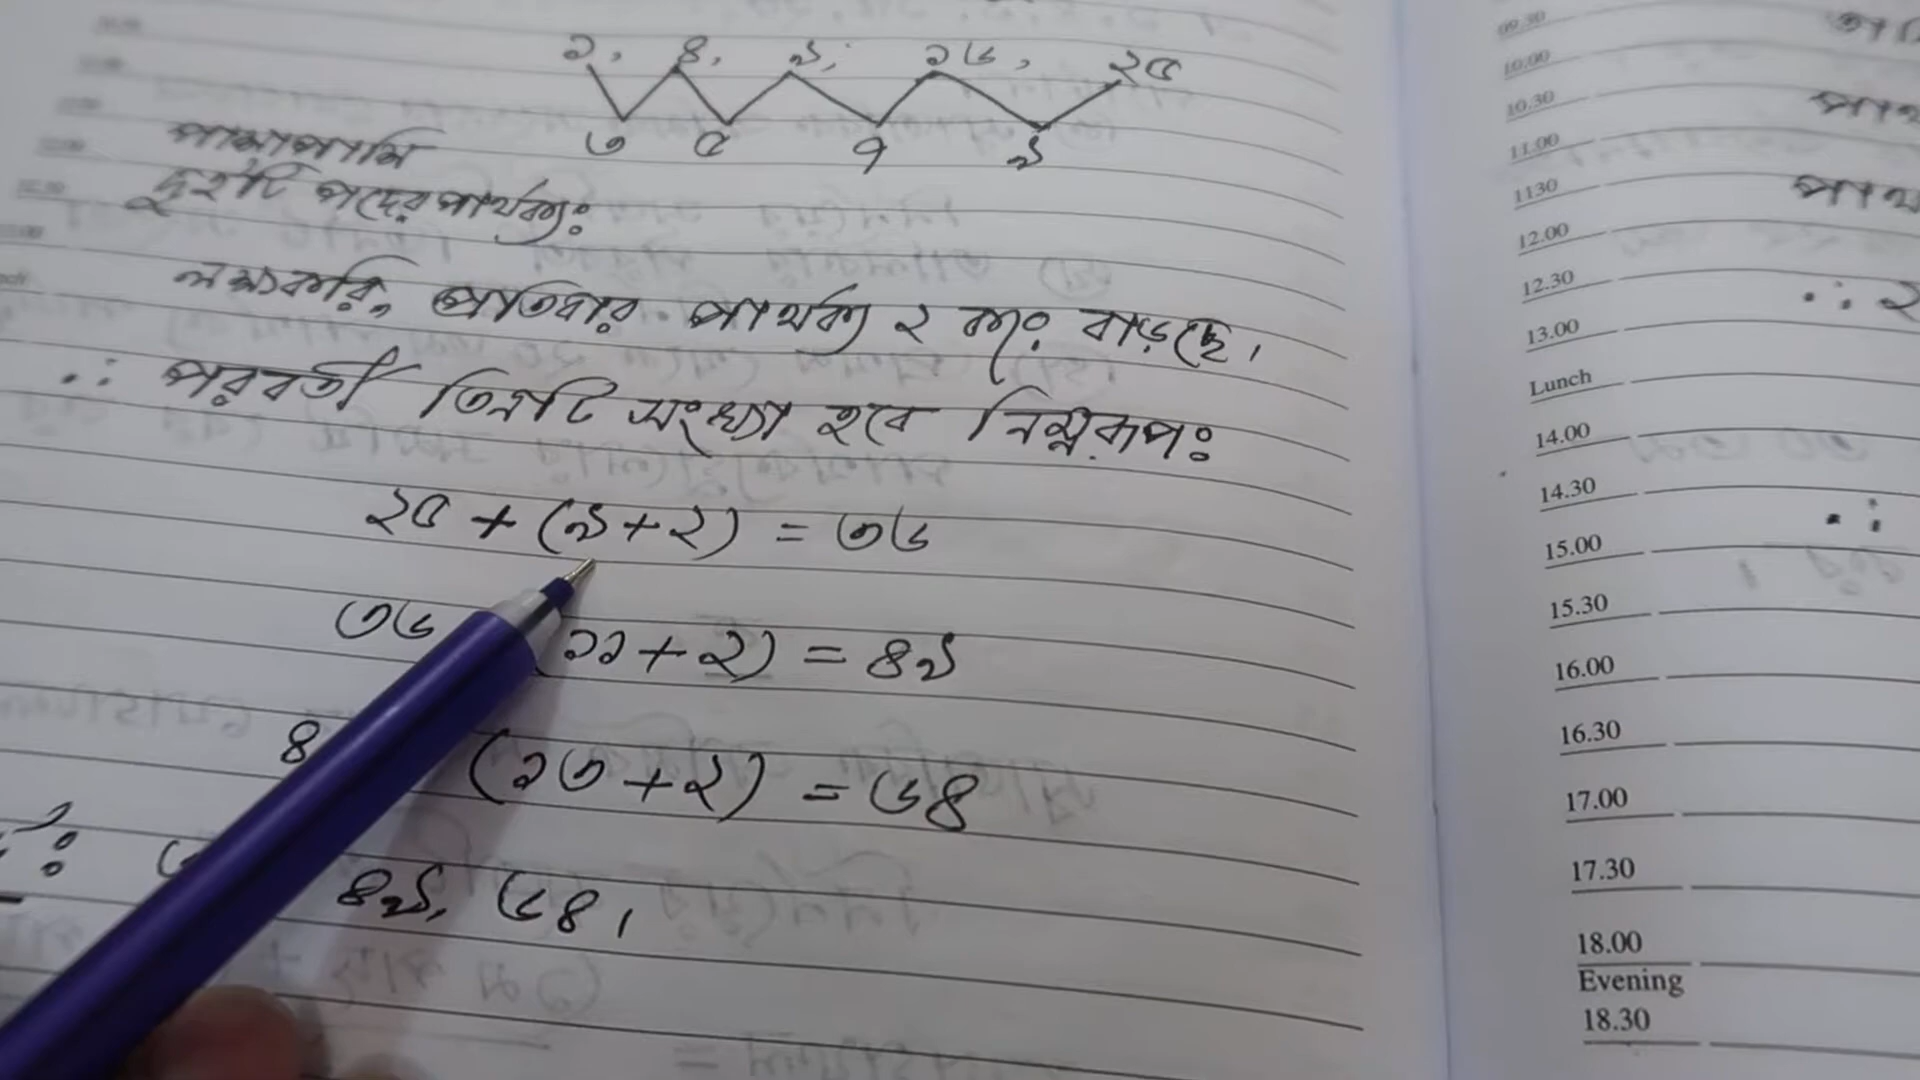 ১, ৪, ৯, ১৬, ২৫
৩ ৫ ৭ ৯
পাশাপাশি
দুইটি পদের পার্থক্যঃ
লক্ষ্যকরি, প্রতিবার পার্থক্য ২ করে বাড়ছে।
∴ পরবর্তী তিনটি সংখ্যা হবে নিম্নরূপঃ
২৫ + (৯+২) = ৩৬
৩৬ (১১+২) = ৪৯
৪ (১৩+২) = ৬৪
৪৯, ৬৪।
09.30
10.00
10.30
11.00
1130
12.00
12.30
∴ ২
13.00
Lunch
14.00
14.30
∴
15.00
15.30
16.00
16.30
17.00
17.30
18.00
Evening
18.30